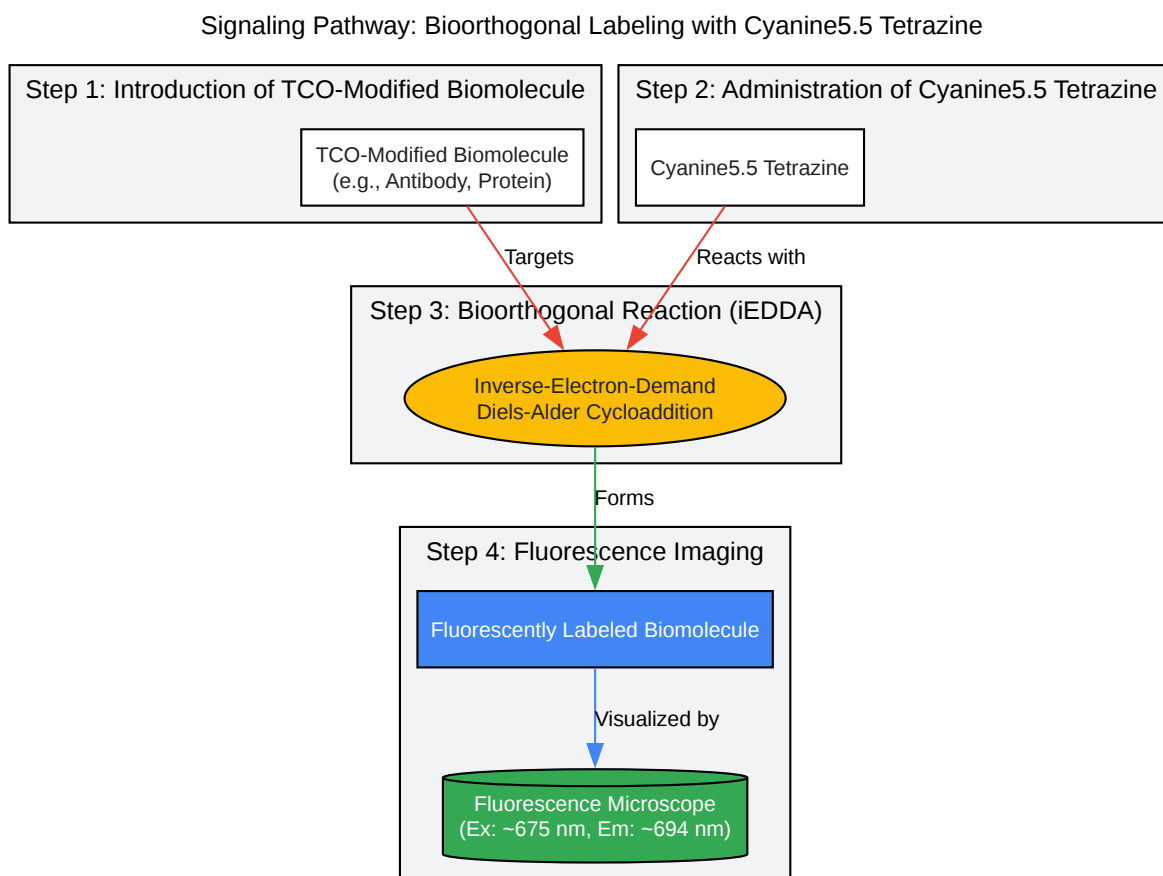 Signaling Pathway: Bioorthogonal Labeling with Cyanine5.5 Tetrazine
Step 1: Introduction of TCO-Modified Biomolecule
Step 2: Administration of Cyanine5.5 Tetrazine
TCO-Modified Biomolecule
(e.g., Antibody, Protein)
Cyanine5.5 Tetrazine
Targets
Reacts with
Step 3: Bioorthogonal Reaction (iEDDA)
Inverse-Electron-Demand
Diels-Alder Cycloaddition
Forms
Step 4: Fluorescence Imaging
Fluorescently Labeled Biomolecule
Visualized by
Fluorescence Microscope
(Ex: ~675 nm, Em: ~694 nm)